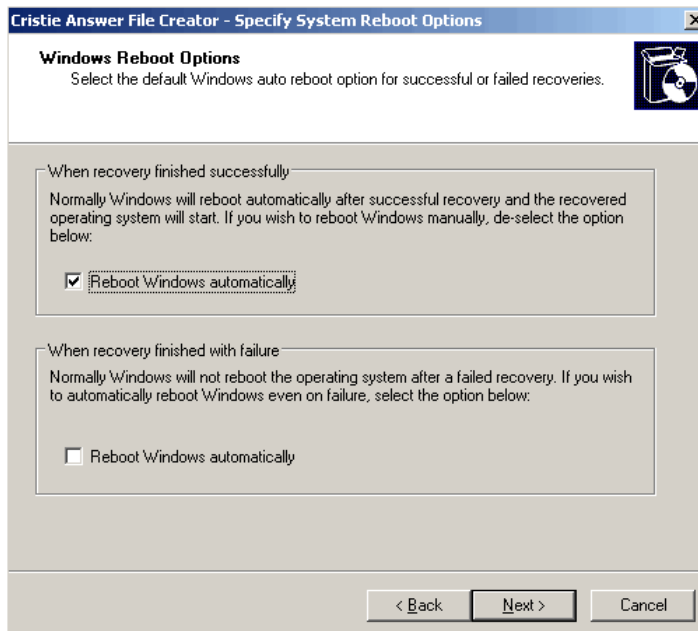 Cristie Answer File Creator - Specify System Reboot Options
Windows Reboot Options
Select the default Windows auto reboot option for successful or failed recoveries.
When recovery finished successfully
Normally Windows will reboot automatically after successful recovery and the recovered
operating system will start. If you wish to reboot Windows manually, de-select the option
below:
Reboot Windows automatically
When recovery finished with failure
Normally Windows will not reboot the operating system after a failed recovery. If you wish
to automatically reboot Windows even on failure, select the option below:
Reboot Windows automatically
< Back Next > Cancel